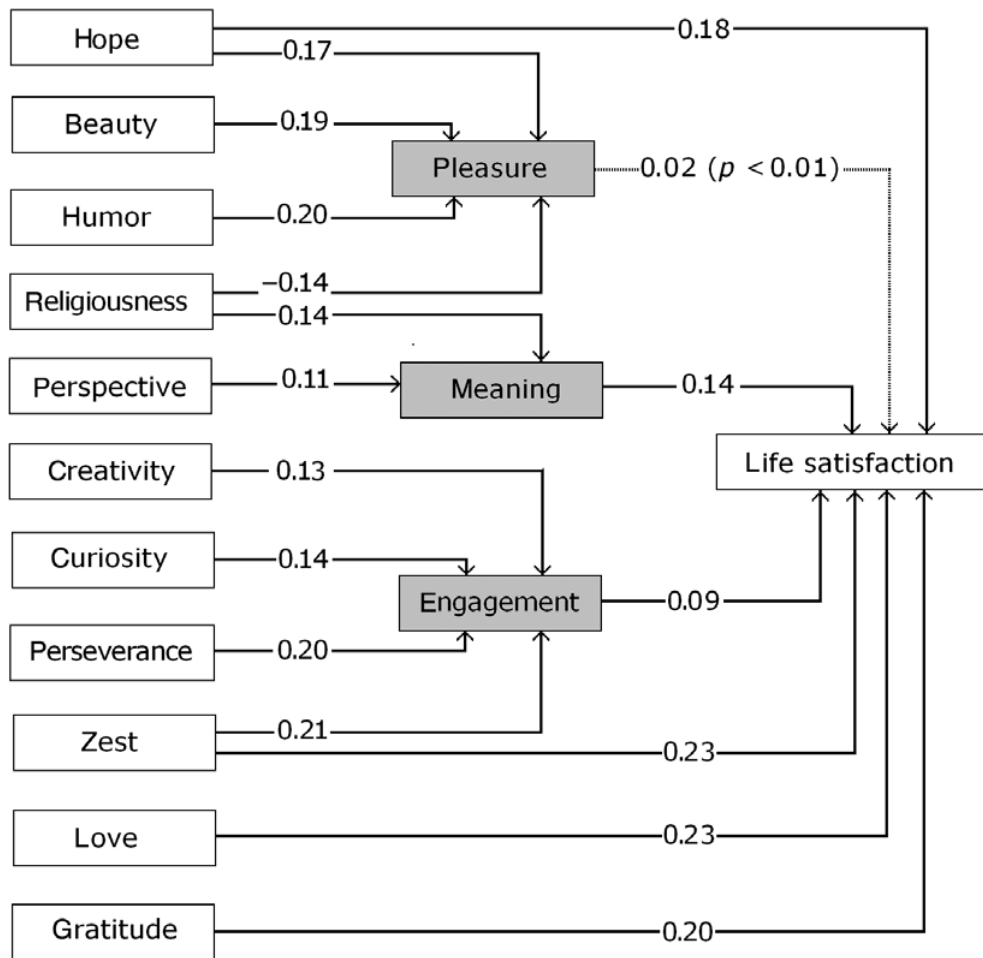 Hope
0.18
0.17
Beauty
0.19
Pleasure
0.02 (p < 0.01)
Humor
0.20
Religiousness
−0.14
0.14
Perspective
0.11
Meaning
0.14
Creativity
0.13
Life satisfaction
Curiosity
0.14
Engagement
0.09
Perseverance
0.20
Zest
0.21
0.23
Love
0.23
Gratitude
0.20